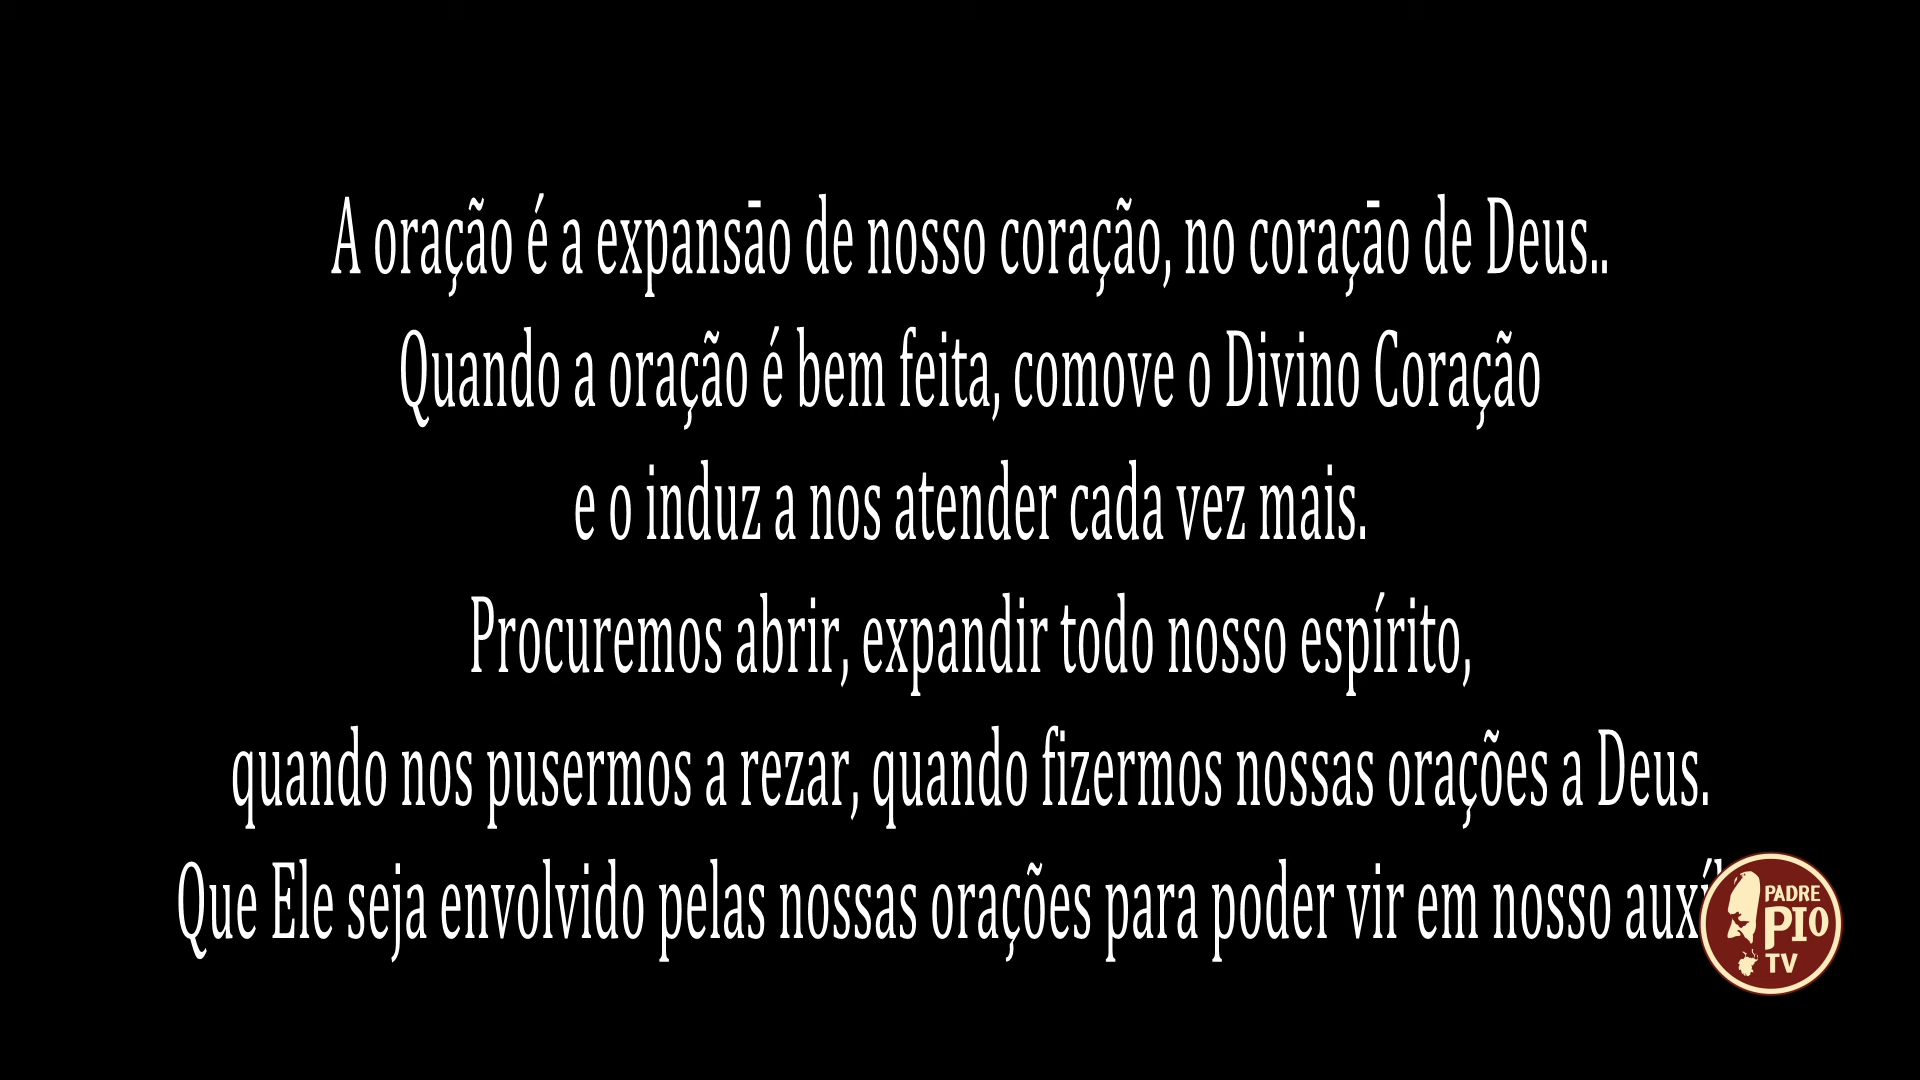 A oração é a expansāo de nosso coração, no coraçāo de Deus..
Quando a oração é bem feita, comove o Divino Coração
e o induz a nos atender cada vez mais.
Procuremos abrir, expandir todo nosso espírito,
quando nos pusermos a rezar, quando fizermos nossas orações a Deus.
Que Ele seja envolvido pelas nossas orações para poder vir em nosso
PADRE
PIO
TV